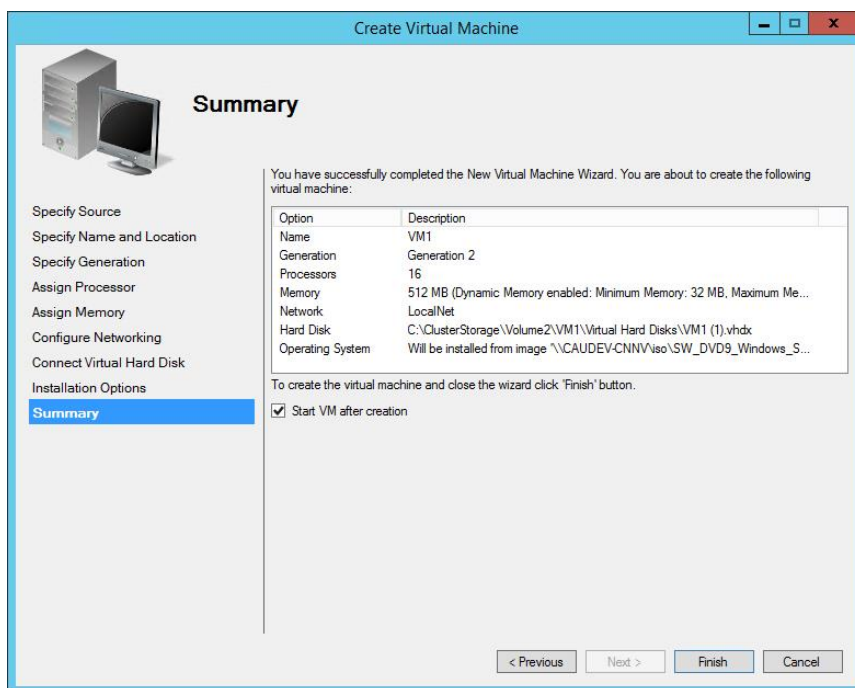 Create Virtual Machine
Summary
You have successfully completed the New Virtual Machine Wizard. You are about to create the following
virtual machine:
Specify Source
Specify Name and Location
Specify Generation
Assign Processor
Assign Memory
Configure Networking
Connect Virtual Hard Disk
Installation Options
Summary
Option Description
Name VM1
Generation Generation 2
Processors 16
Memory 512 MB (Dynamic Memory enabled: Minimum Memory: 32 MB, Maximum Me...
Network LocalNet
Hard Disk C:\ClusterStorage\Volume2\VM1\Virtual Hard Disks\VM1 (1).vhdx
Operating System Will be installed from image "\\CAUDEV-CNNV\iso\SW_DVD9_Windows_S...
To create the virtual machine and close the wizard click 'Finish' button.
Start VM after creation
< Previous Next > Finish Cancel